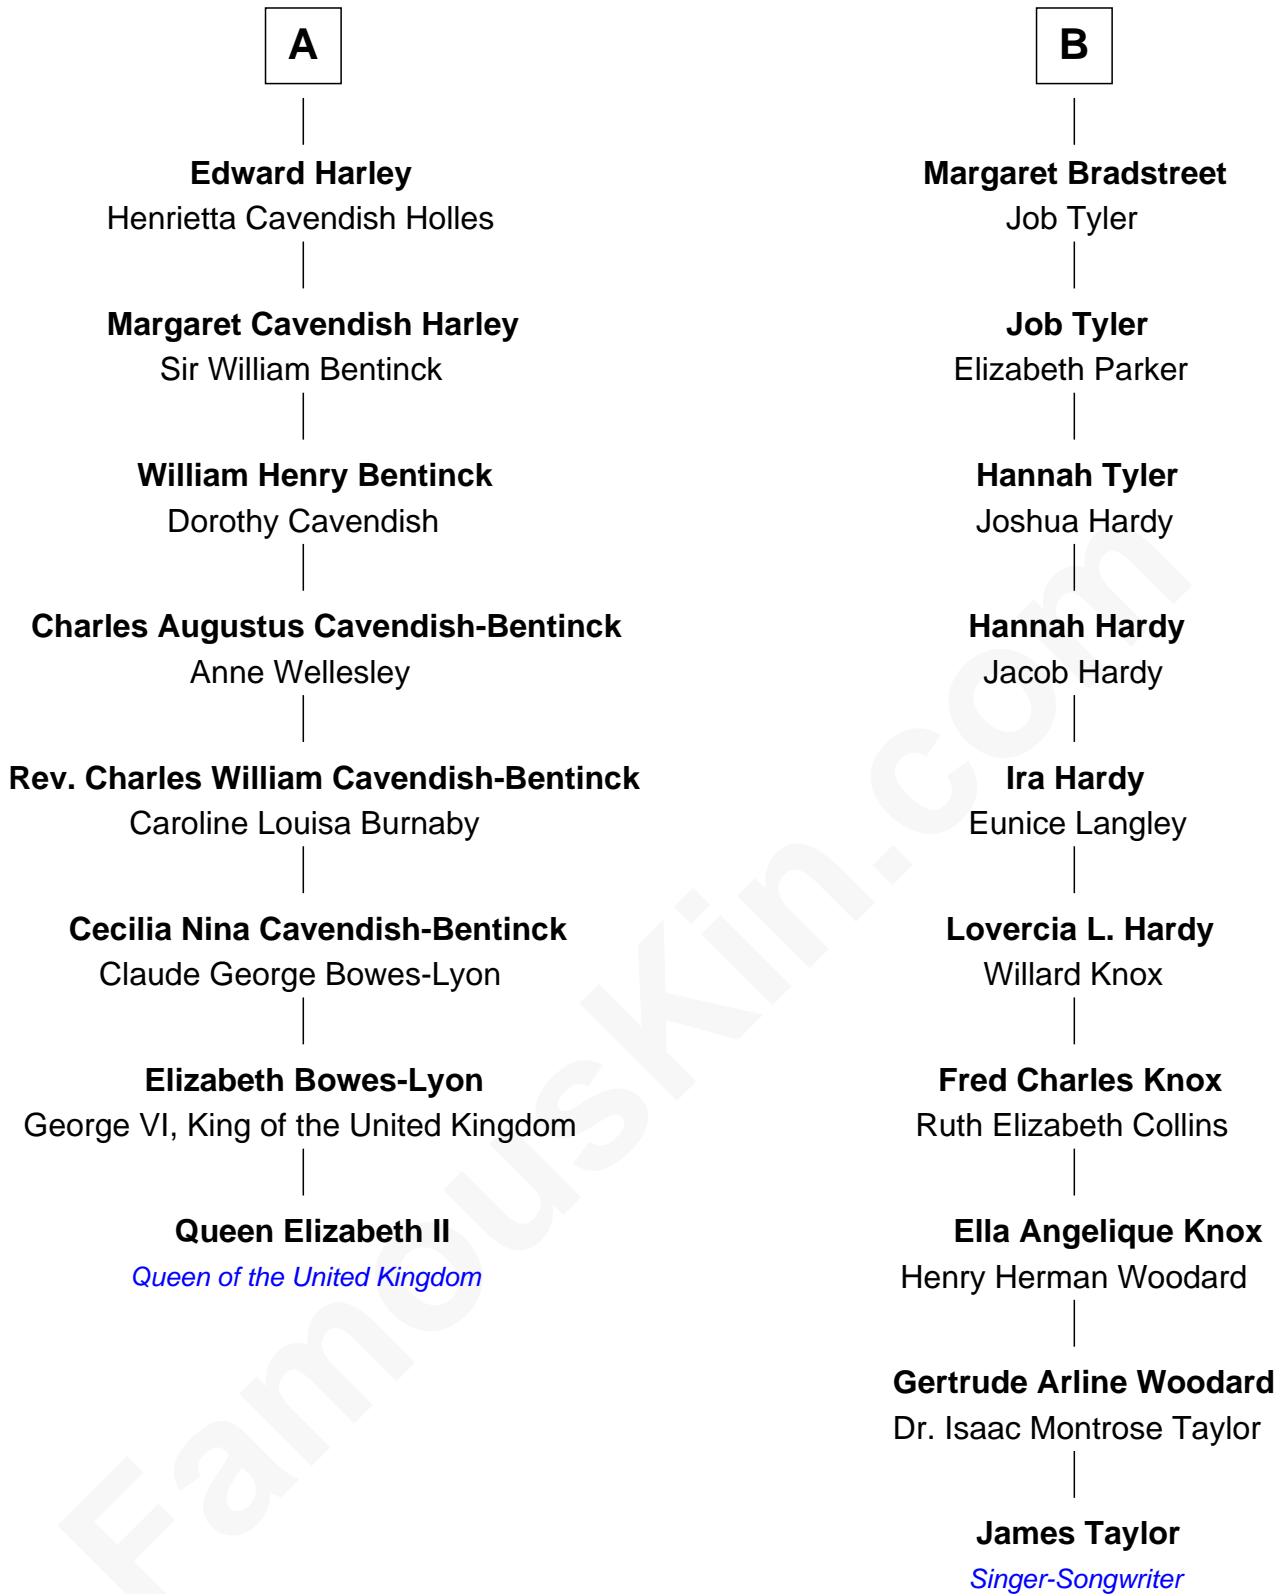 A
Edward Harley
Henrietta Cavendish Holles
Margaret Cavendish Harley
Sir William Bentinck
William Henry Bentinck
Dorothy Cavendish
Charles Augustus Cavendish-Bentinck
Anne Wellesley
Rev. Charles William Cavendish-Bentinck
Caroline Louisa Burnaby
Cecilia Nina Cavendish-Bentinck
Claude George Bowes-Lyon
Elizabeth Bowes-Lyon
George VI, King of the United Kingdom
Queen Elizabeth II
Queen of the United Kingdom
B
Margaret Bradstreet
Job Tyler
Job Tyler
Elizabeth Parker
Hannah Tyler
Joshua Hardy
Hannah Hardy
Jacob Hardy
Ira Hardy
Eunice Langley
Lovercia L. Hardy
Willard Knox
Fred Charles Knox
Ruth Elizabeth Collins
Ella Angelique Knox
Henry Herman Woodard
Gertrude Arline Woodard
Dr. Isaac Montrose Taylor
James Taylor
Singer-Songwriter
FamousKin.com